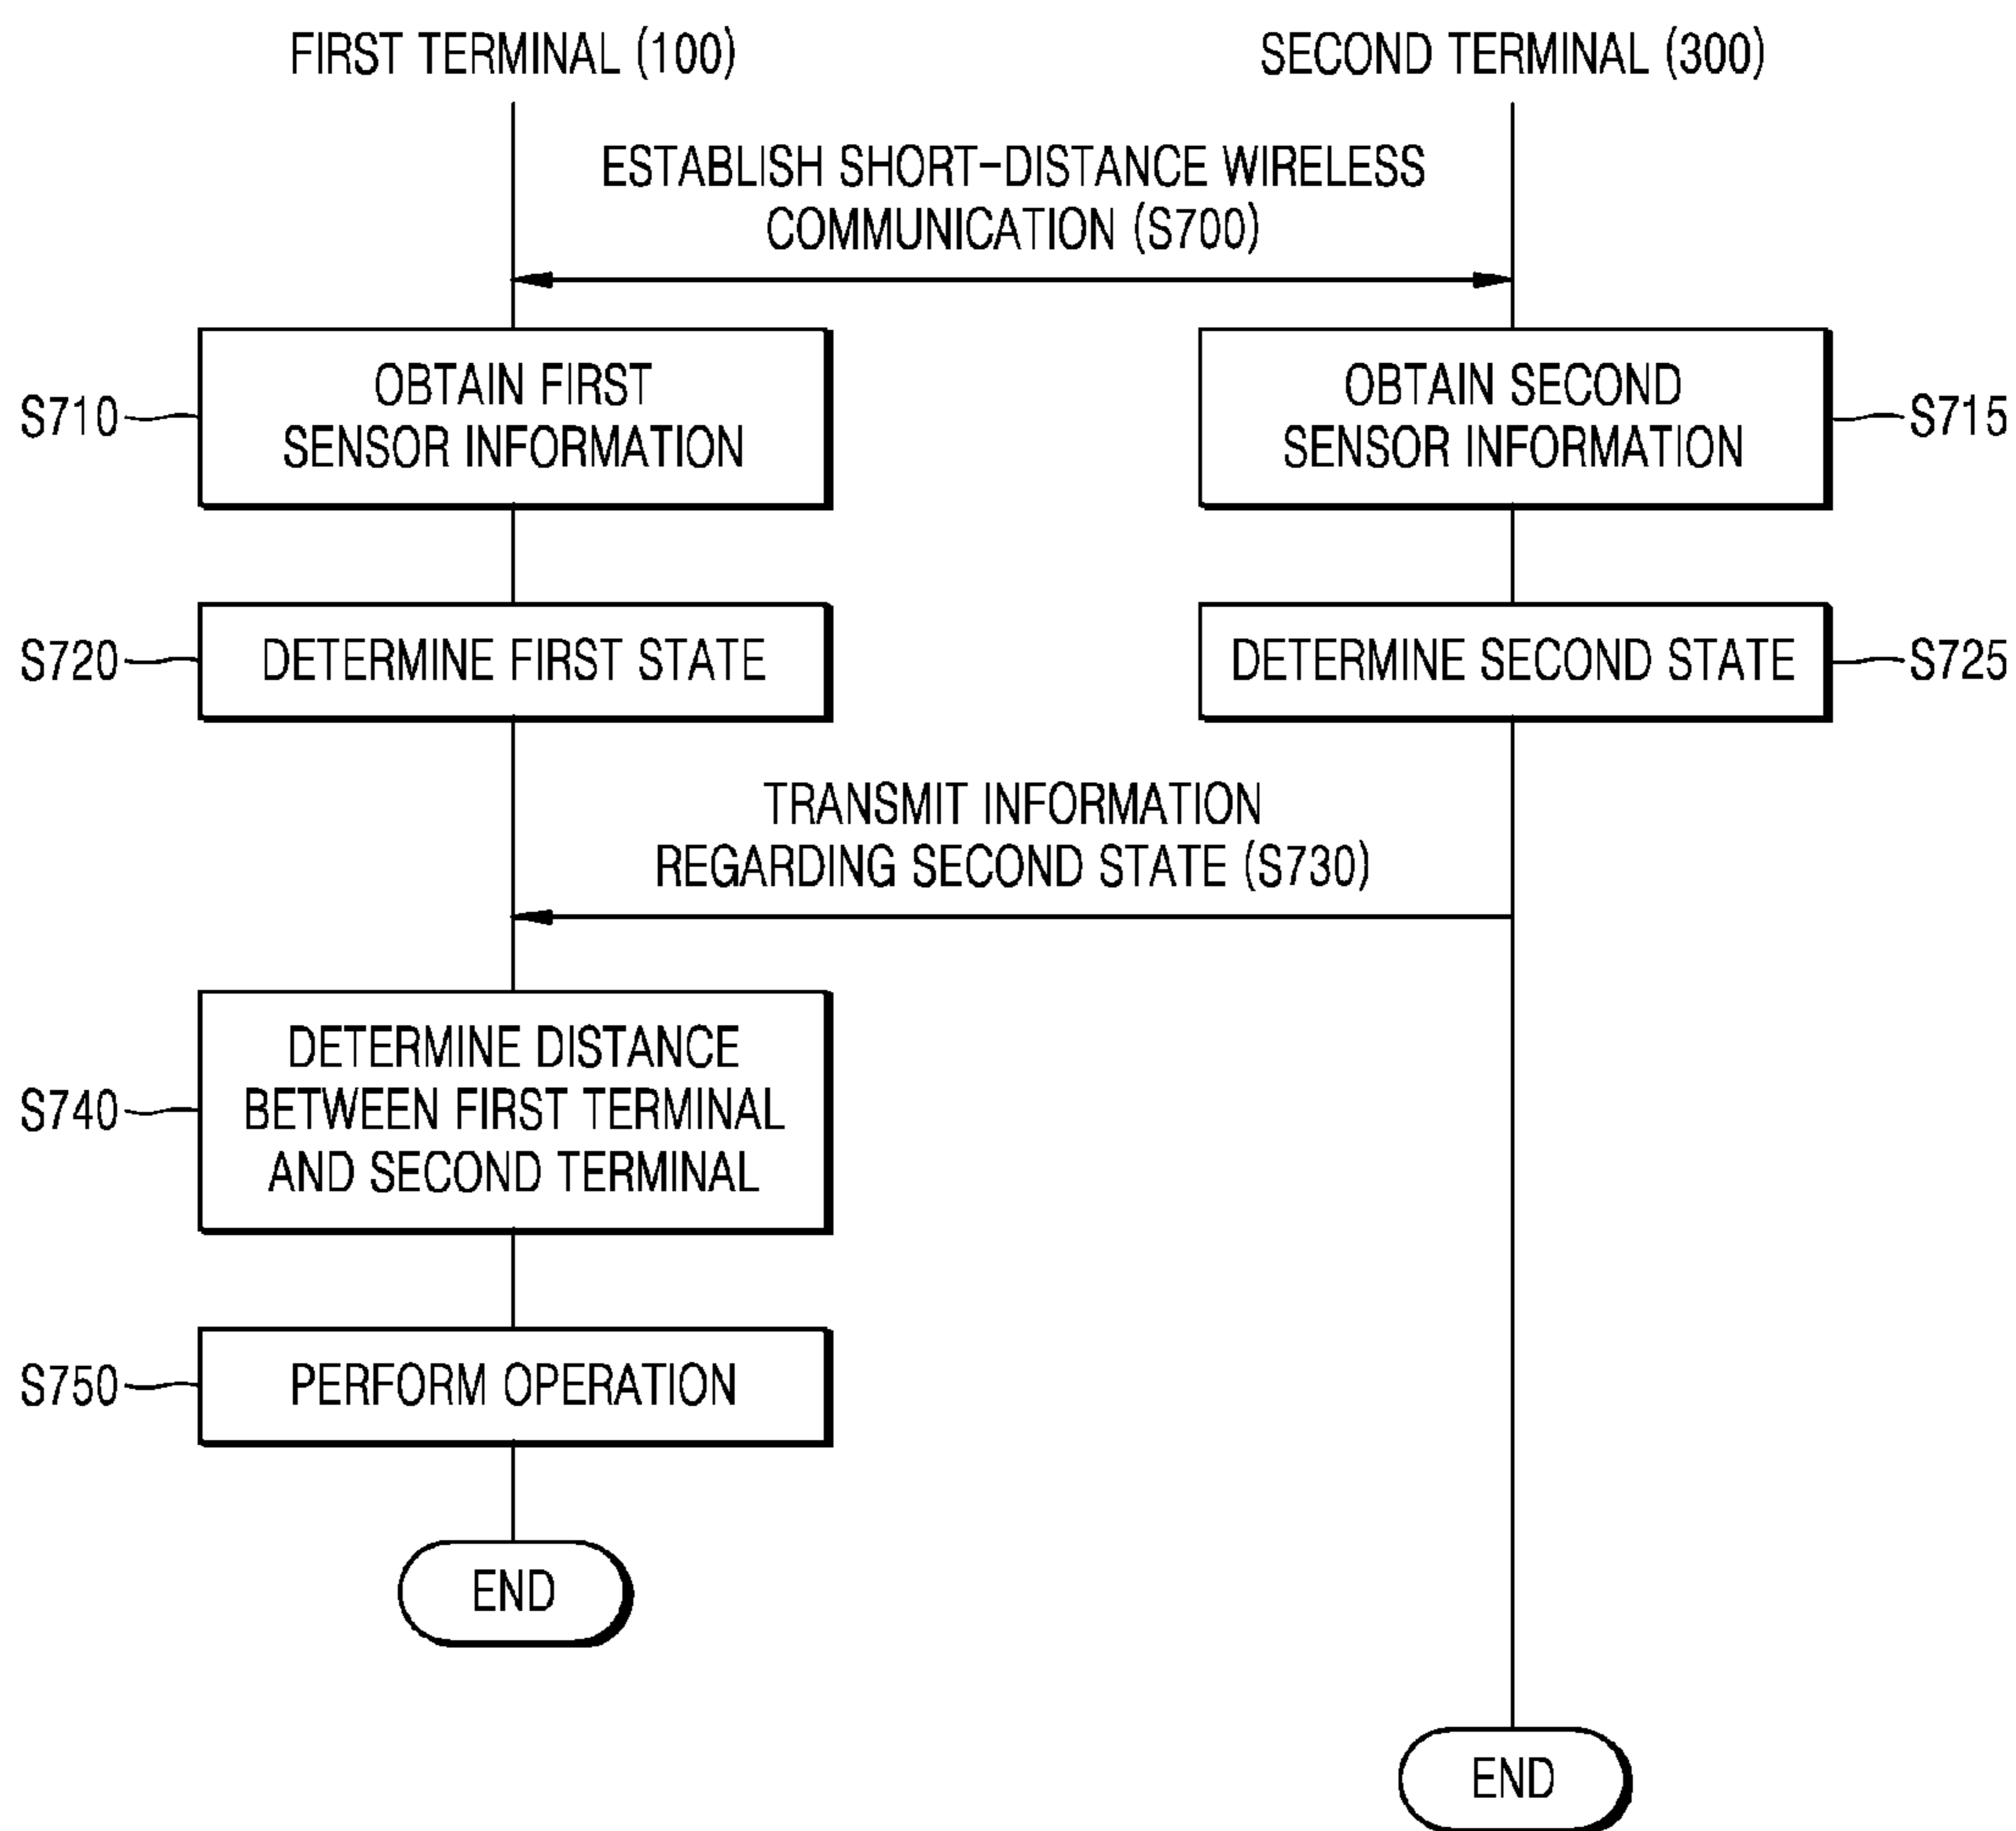 FIRST TERMINAL (100)
SECOND TERMINAL (300)
ESTABLISH SHORT-DISTANCE WIRELESS
COMMUNICATION (S700)
S710
OBTAIN FIRST
SENSOR INFORMATION
OBTAIN SECOND
SENSOR INFORMATION
S715
S720
DETERMINE FIRST STATE
DETERMINE SECOND STATE
S725
TRANSMIT INFORMATION
REGARDING SECOND STATE (S730)
S740
DETERMINE DISTANCE
BETWEEN FIRST TERMINAL
AND SECOND TERMINAL
S750
PERFORM OPERATION
END
END